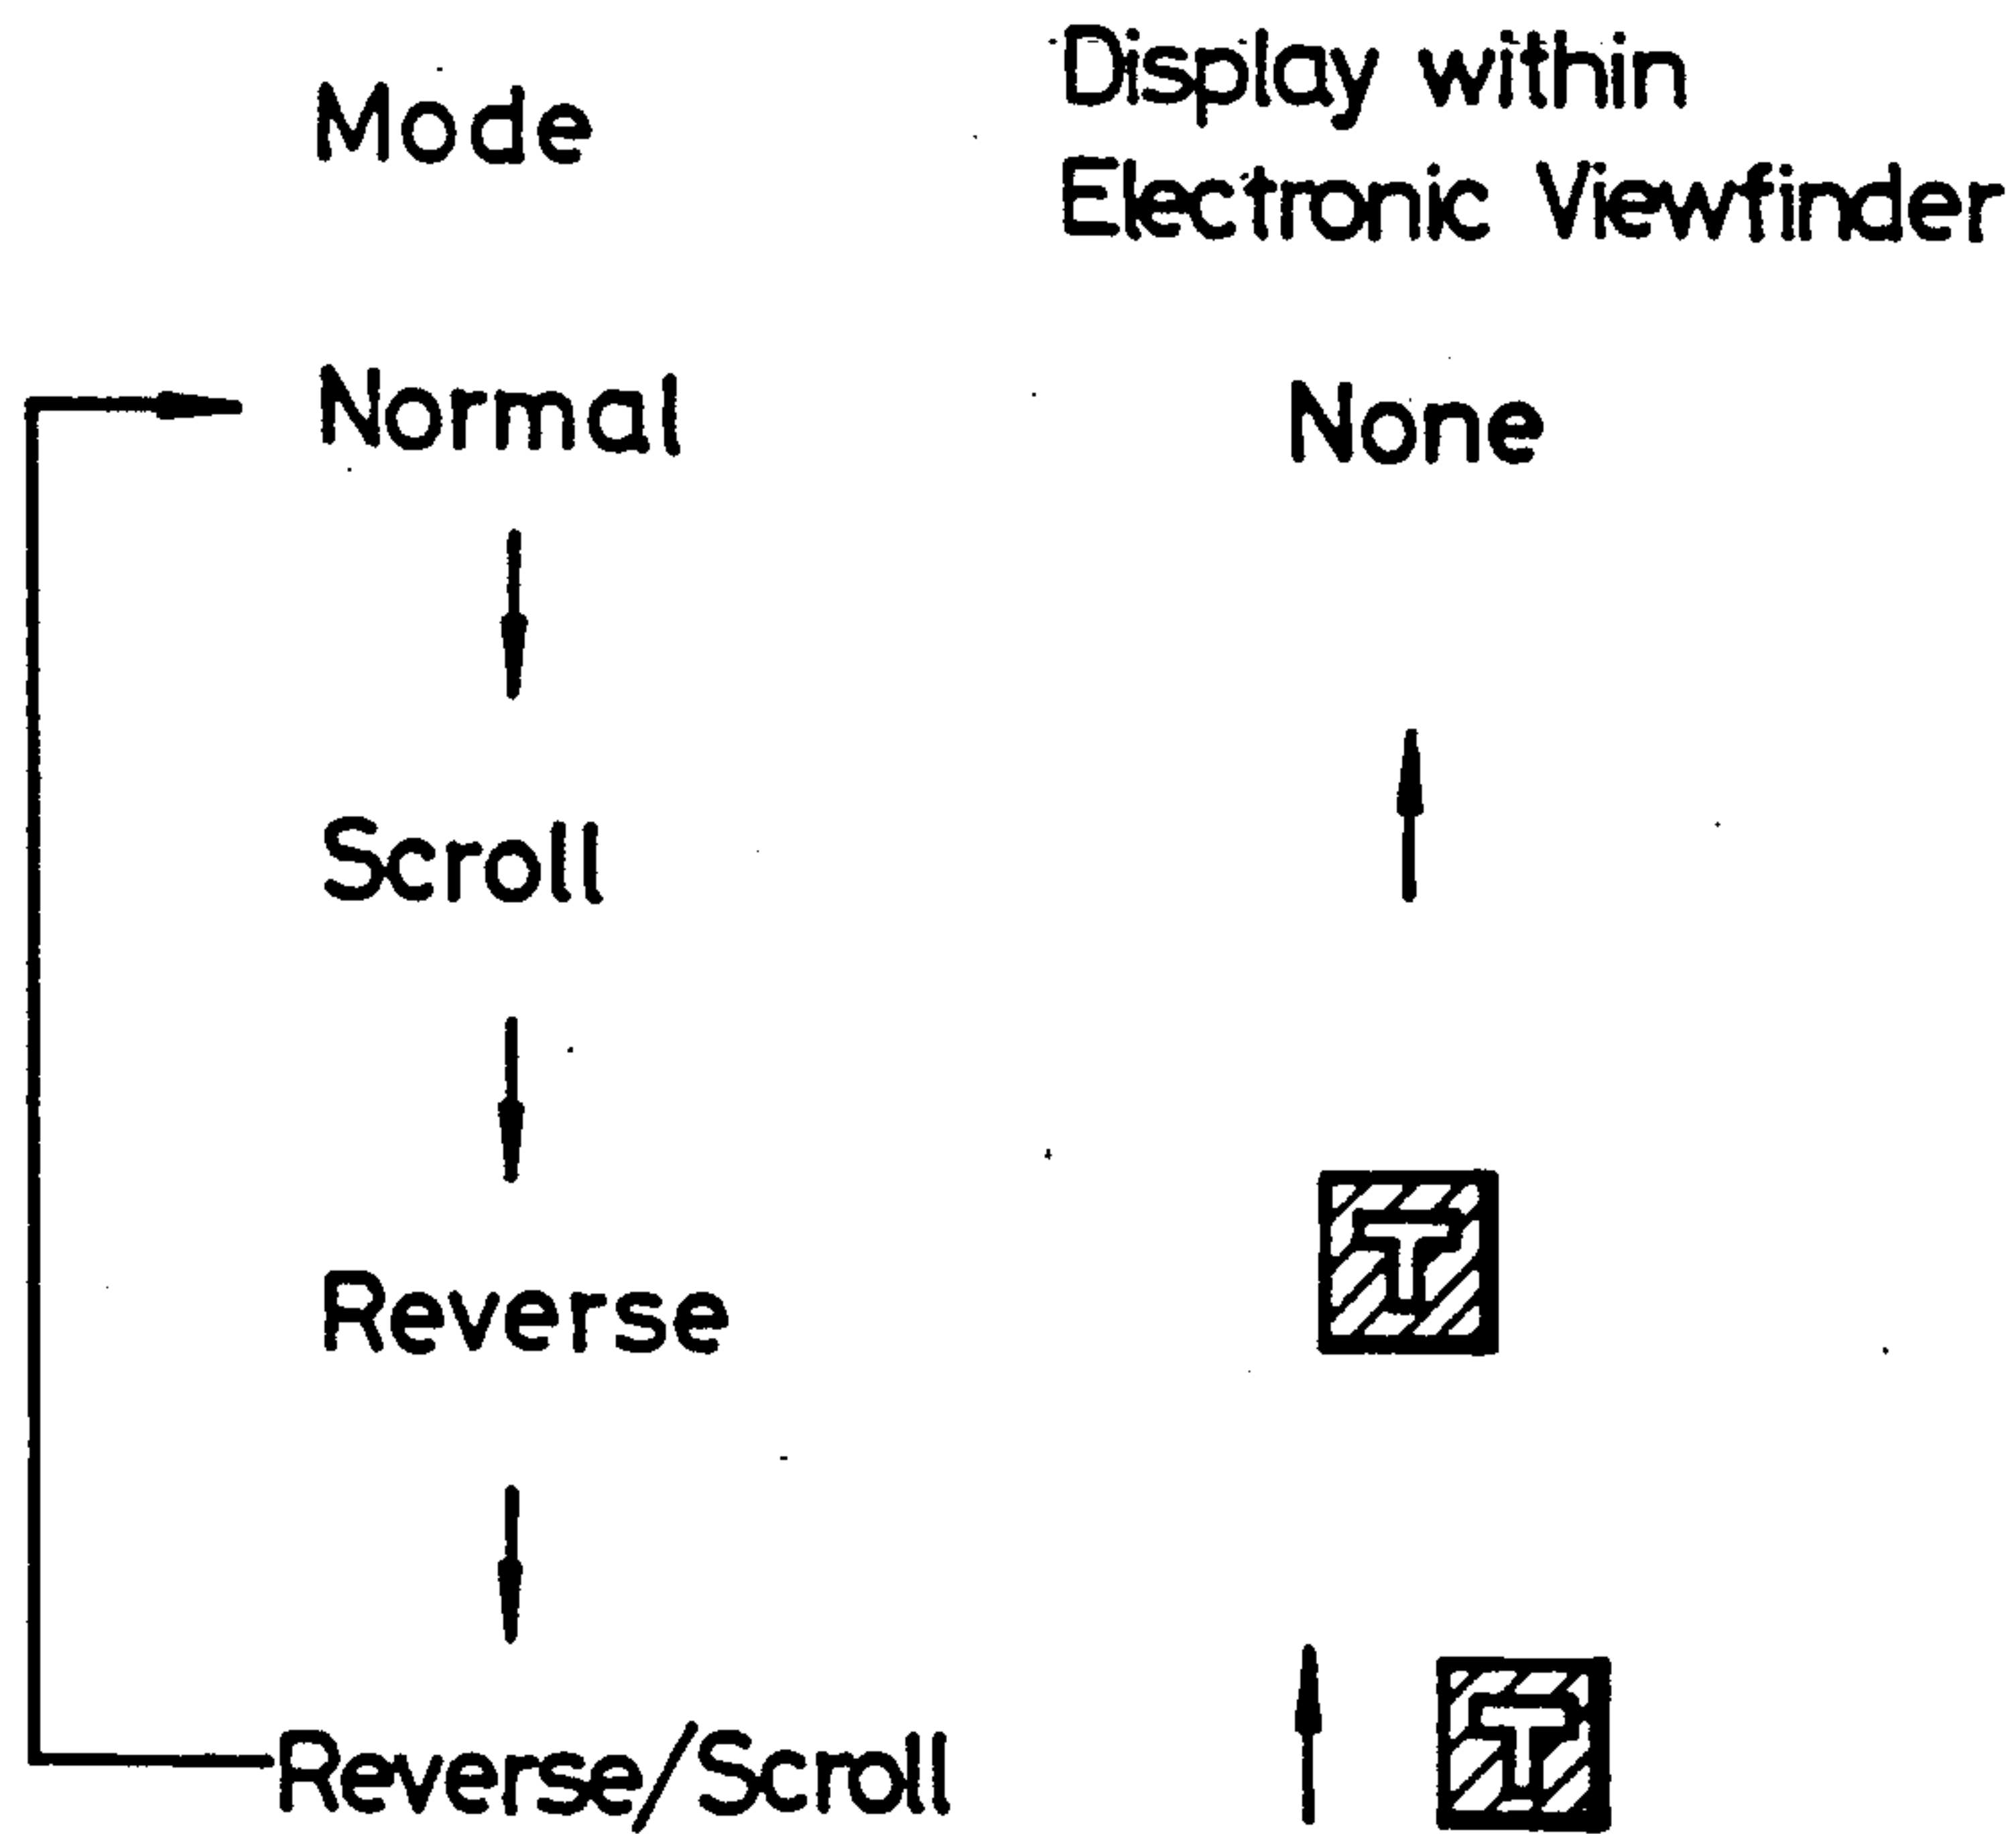 Mode
Display within
Electronic Viewfinder
Normal
None
Scroll
Reverse
T
Reverse/Scroll
T